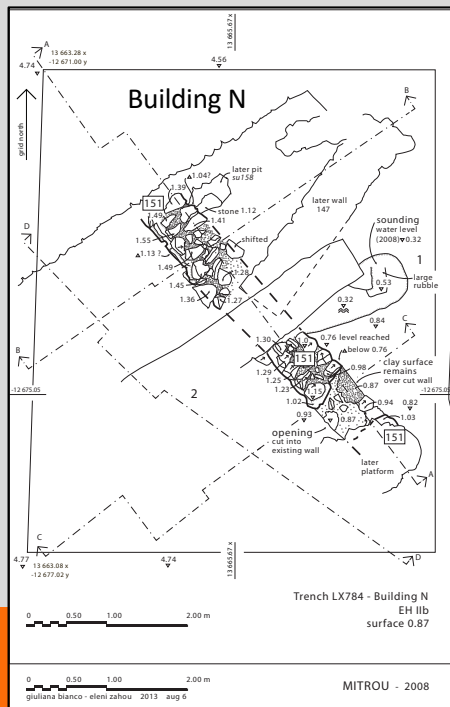 A
13 663.28 x
-12 671.00 y
4.74
13 665.67 x
4.56
Building N
B
grid north
△1.04?
later pit
su158
1.39
151
1.49
stone 1.12
1.41
later wall
147
sounding
water level
(2008)▿0.32
D
1.55
△1.13 ?
shifted
1
1.49
1.28
large
rubble
0.53
1.45
0.32
1.36
1.27
0.84
C
1.30
1.0
0.76 level reached
△below 0.76
B
151
1
1.29
0.98
clay surface
remains
over cut wall
1.25
0.87
-12 675.05
-12 675.05
1.23
1.15
2
1.02
0.94
0.82
0.93
0.87
1.03
opening
cut into
existing wall
151
later
platform
A
C
D
4.77
13 663.08 x
-12 677.02 y
4.74
13 665.67 x
Trench LX784 - Building N
EH IIb
surface 0.87
0 0.50 1.00 2.00 m
0 0.50 1.00 2.00 m
giuliana bianco - eleni zahou 2013 aug 6
MITROU - 2008